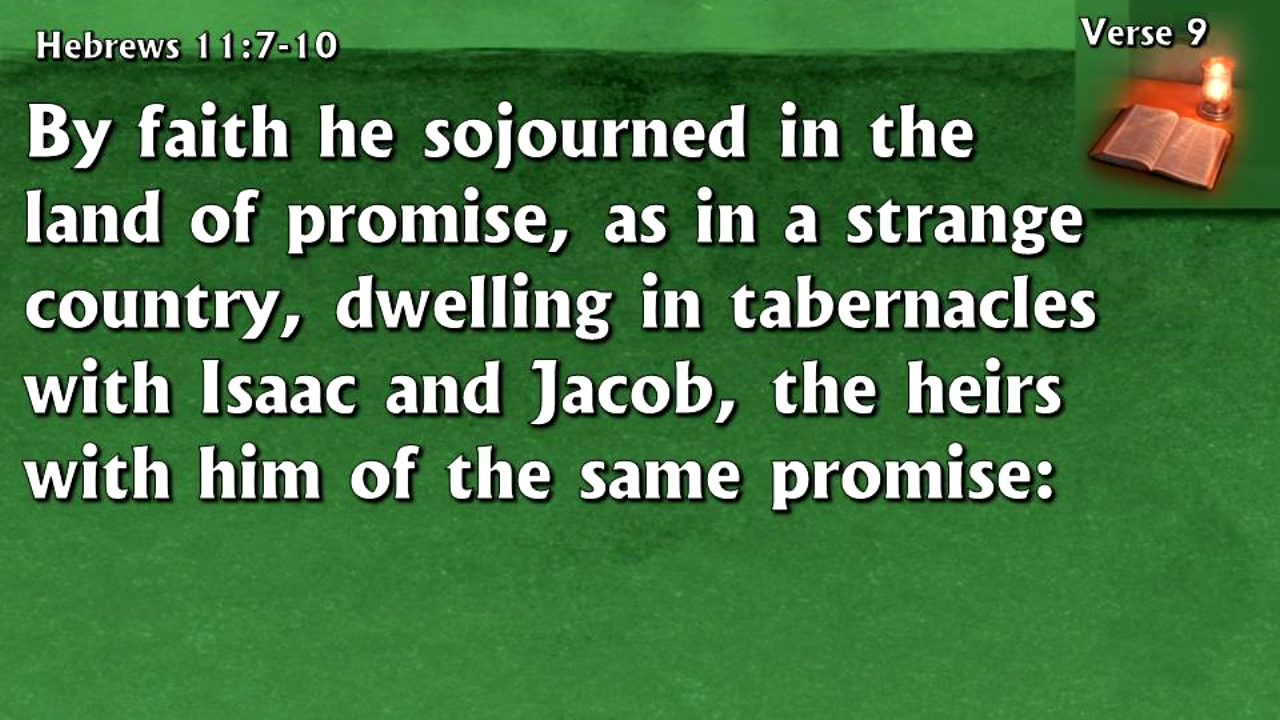 Hebrews 11:7-10
Verse 9
By faith he sojourned in the
land of promise, as in a strange
country, dwelling in tabernacles
with Isaac and Jacob, the heirs
with him of the same promise: